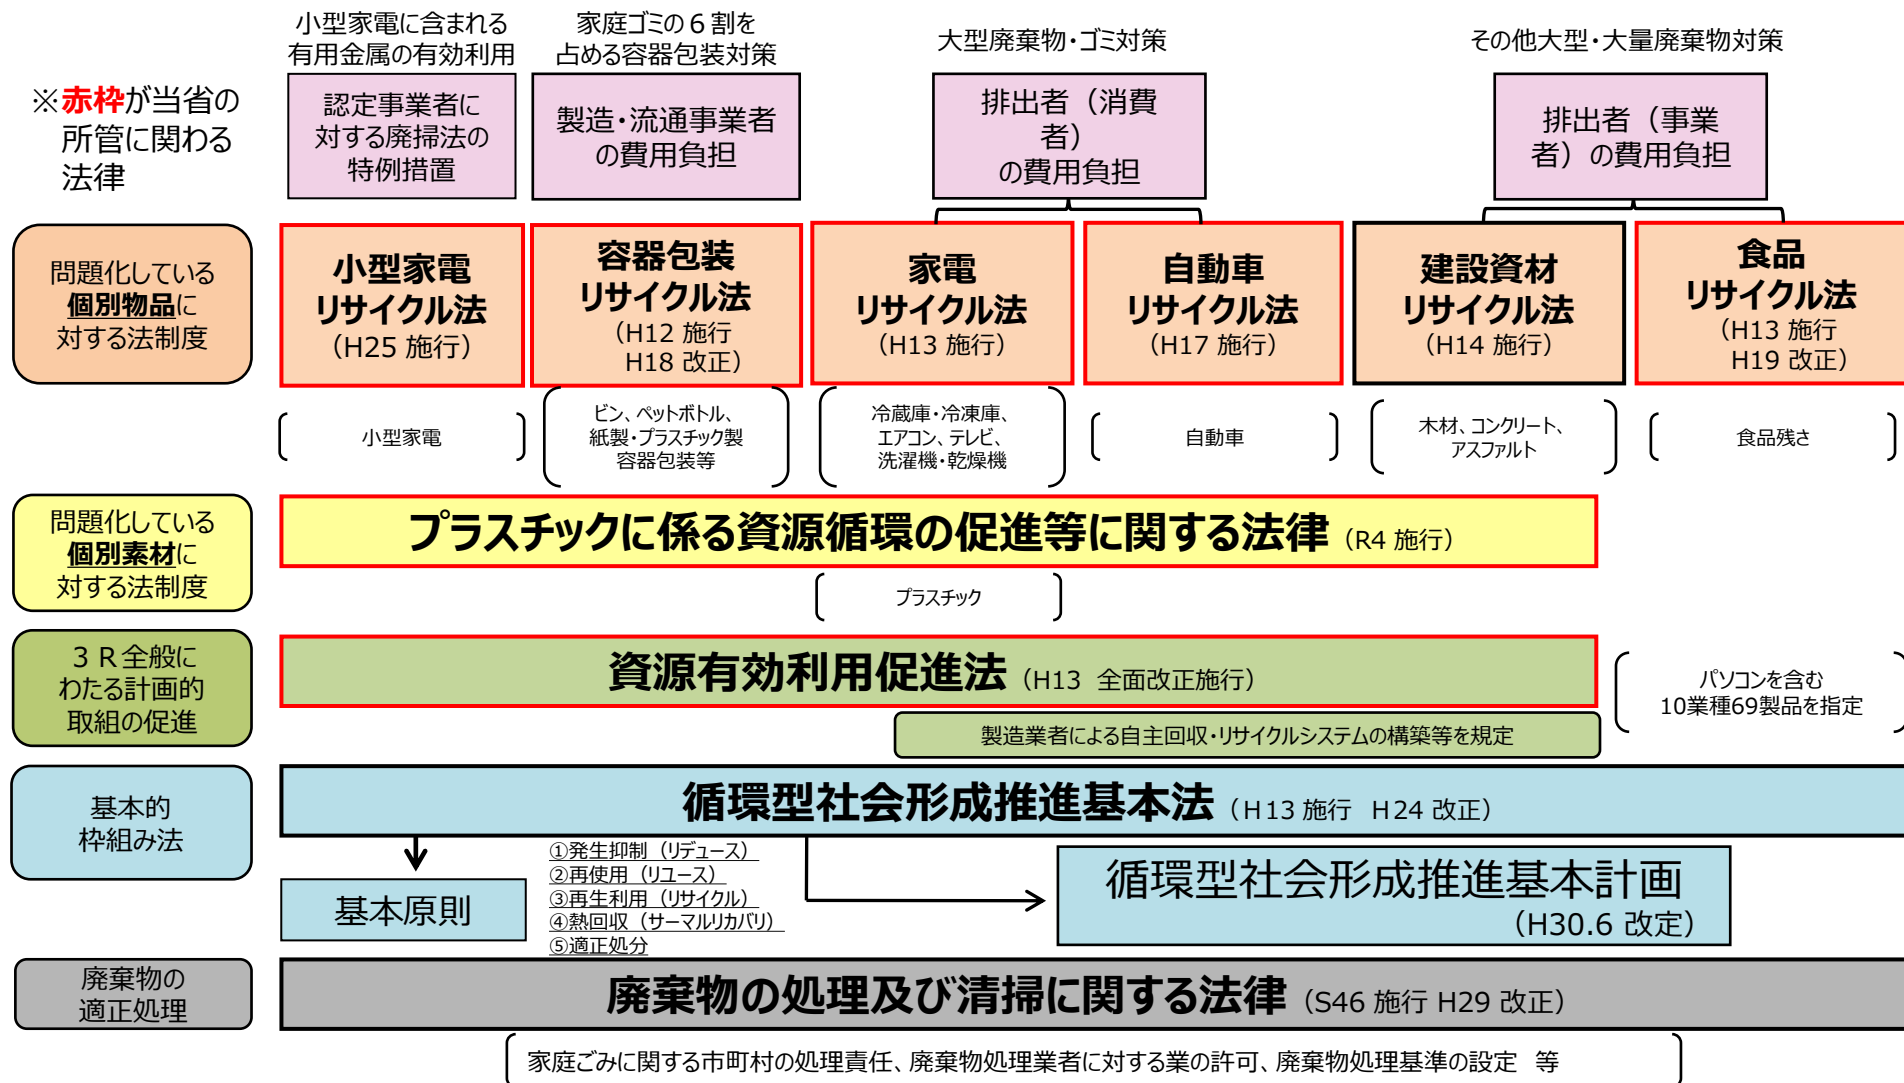 小型家電に含まれる
有用金属の有効利用
家庭ゴミの6割を
占める容器包装対策
大型廃棄物・ゴミ対策
その他大型・大量廃棄物対策
※赤枠が当省の
所管に関わる
法律
認定事業者に
対する廃掃法の
特例措置
製造・流通事業者
の費用負担
排出者（消費
者）
の費用負担
排出者（事業
者）の費用負担
問題化している
個別物品に
対する法制度
小型家電
リサイクル法
（H25 施行）
容器包装
リサイクル法
（H12 施行
H18 改正）
家電
リサイクル法
（H13 施行）
自動車
リサイクル法
（H17 施行）
建設資材
リサイクル法
（H14 施行）
食品
リサイクル法
（H13 施行
H19 改正）
小型家電
ビン、ペットボトル、
紙製・プラスチック製
容器包装等
冷蔵庫・冷凍庫、
エアコン、テレビ、
洗濯機・乾燥機
自動車
木材、コンクリート、
アスファルト
食品残さ
問題化している
個別素材に
対する法制度
プラスチックに係る資源循環の促進等に関する法律（R4 施行）
プラスチック
３Ｒ全般に
わたる計画的
取組の促進
資源有効利用促進法（H13 全面改正施行）
パソコンを含む
10業種69製品を指定
製造業者による自主回収・リサイクルシステムの構築等を規定
基本的
枠組み法
循環型社会形成推進基本法（H13 施行 H24 改正）
基本原則
①発生抑制（リデュース）
②再使用（リユース）
③再生利用（リサイクル）
④熱回収（サーマルリカバリ）
⑤適正処分
循環型社会形成推進基本計画
（H30.6 改定）
廃棄物の
適正処理
廃棄物の処理及び清掃に関する法律（S46 施行 H29 改正）
家庭ごみに関する市町村の処理責任、廃棄物処理業者に対する業の許可、廃棄物処理基準の設定 等